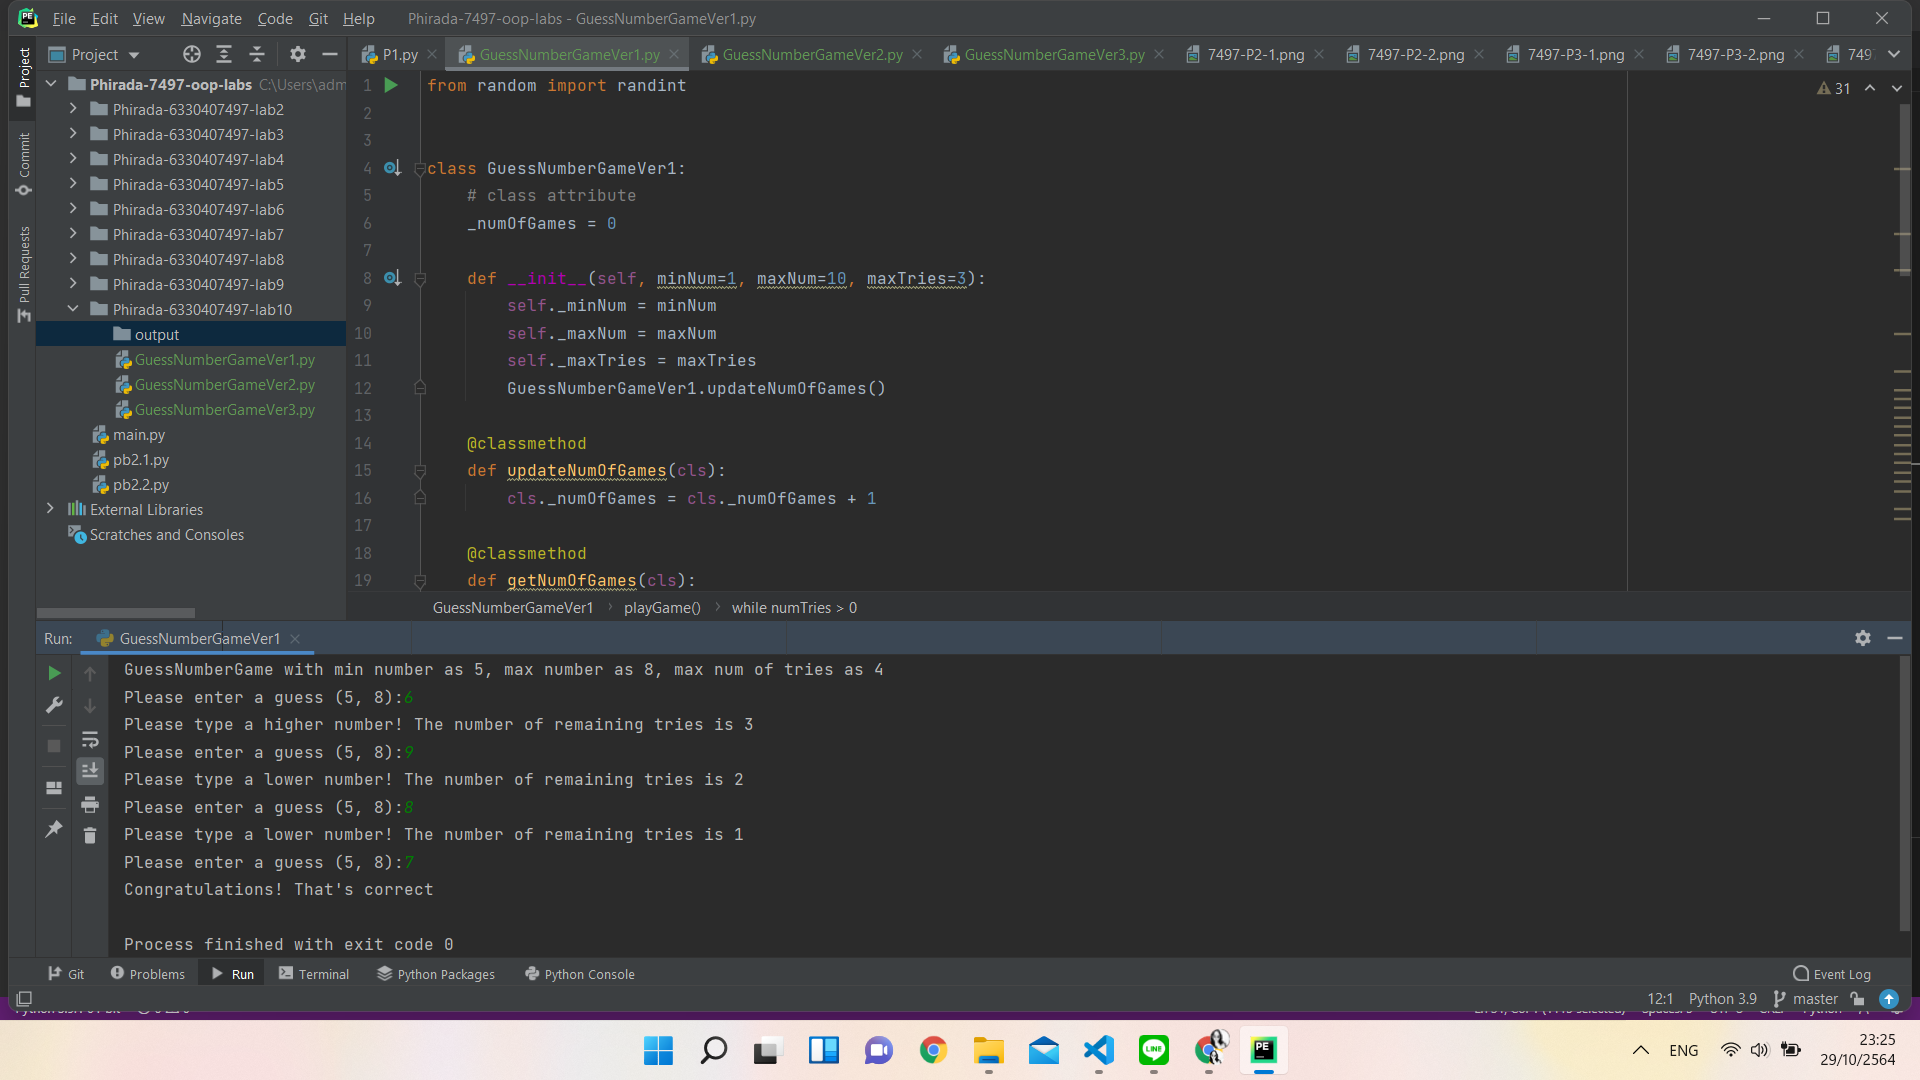 PE File Edit View Navigate Code Git Help Phirada-7497-oop-labs - GuessNumberGameVer1.py
Project
P1.py GuessNumberGameVer1.py GuessNumberGameVer2.py GuessNumberGameVer3.py 7497-P2-1.png 7497-P2-2.png 7497-P3-1.png 7497-P3-2.png 749
Project
Commit
Pull Requests
Phirada-7497-oop-labs C:\Users\adm
Phirada-6330407497-lab2
Phirada-6330407497-lab3
Phirada-6330407497-lab4
Phirada-6330407497-lab5
Phirada-6330407497-lab6
Phirada-6330407497-lab7
Phirada-6330407497-lab8
Phirada-6330407497-lab9
Phirada-6330407497-lab10
output
GuessNumberGameVer1.py
GuessNumberGameVer2.py
GuessNumberGameVer3.py
main.py
pb2.1.py
pb2.2.py
External Libraries
Scratches and Consoles
31
1 from random import randint
2
3
4 class GuessNumberGameVer1:
5 # class attribute
6 _numOfGames = 0
7
8 def __init__(self, minNum=1, maxNum=10, maxTries=3):
9 self._minNum = minNum
10 self._maxNum = maxNum
11 self._maxTries = maxTries
12 GuessNumberGameVer1.updateNumOfGames()
13
14 @classmethod
15 def updateNumOfGames(cls):
16 cls._numOfGames = cls._numOfGames + 1
17
18 @classmethod
19 def getNumOfGames(cls):
GuessNumberGameVer1 › playGame() › while numTries > 0
Run: GuessNumberGameVer1
GuessNumberGame with min number as 5, max number as 8, max num of tries as 4
Please enter a guess (5, 8):6
Please type a higher number! The number of remaining tries is 3
Please enter a guess (5, 8):9
Please type a lower number! The number of remaining tries is 2
Please enter a guess (5, 8):8
Please type a lower number! The number of remaining tries is 1
Please enter a guess (5, 8):7
Congratulations! That's correct
Process finished with exit code 0
Git Problems Run Terminal Python Packages Python Console Event Log
12:1 Python 3.9 master
LINE PE ENG 23:25
29/10/2564